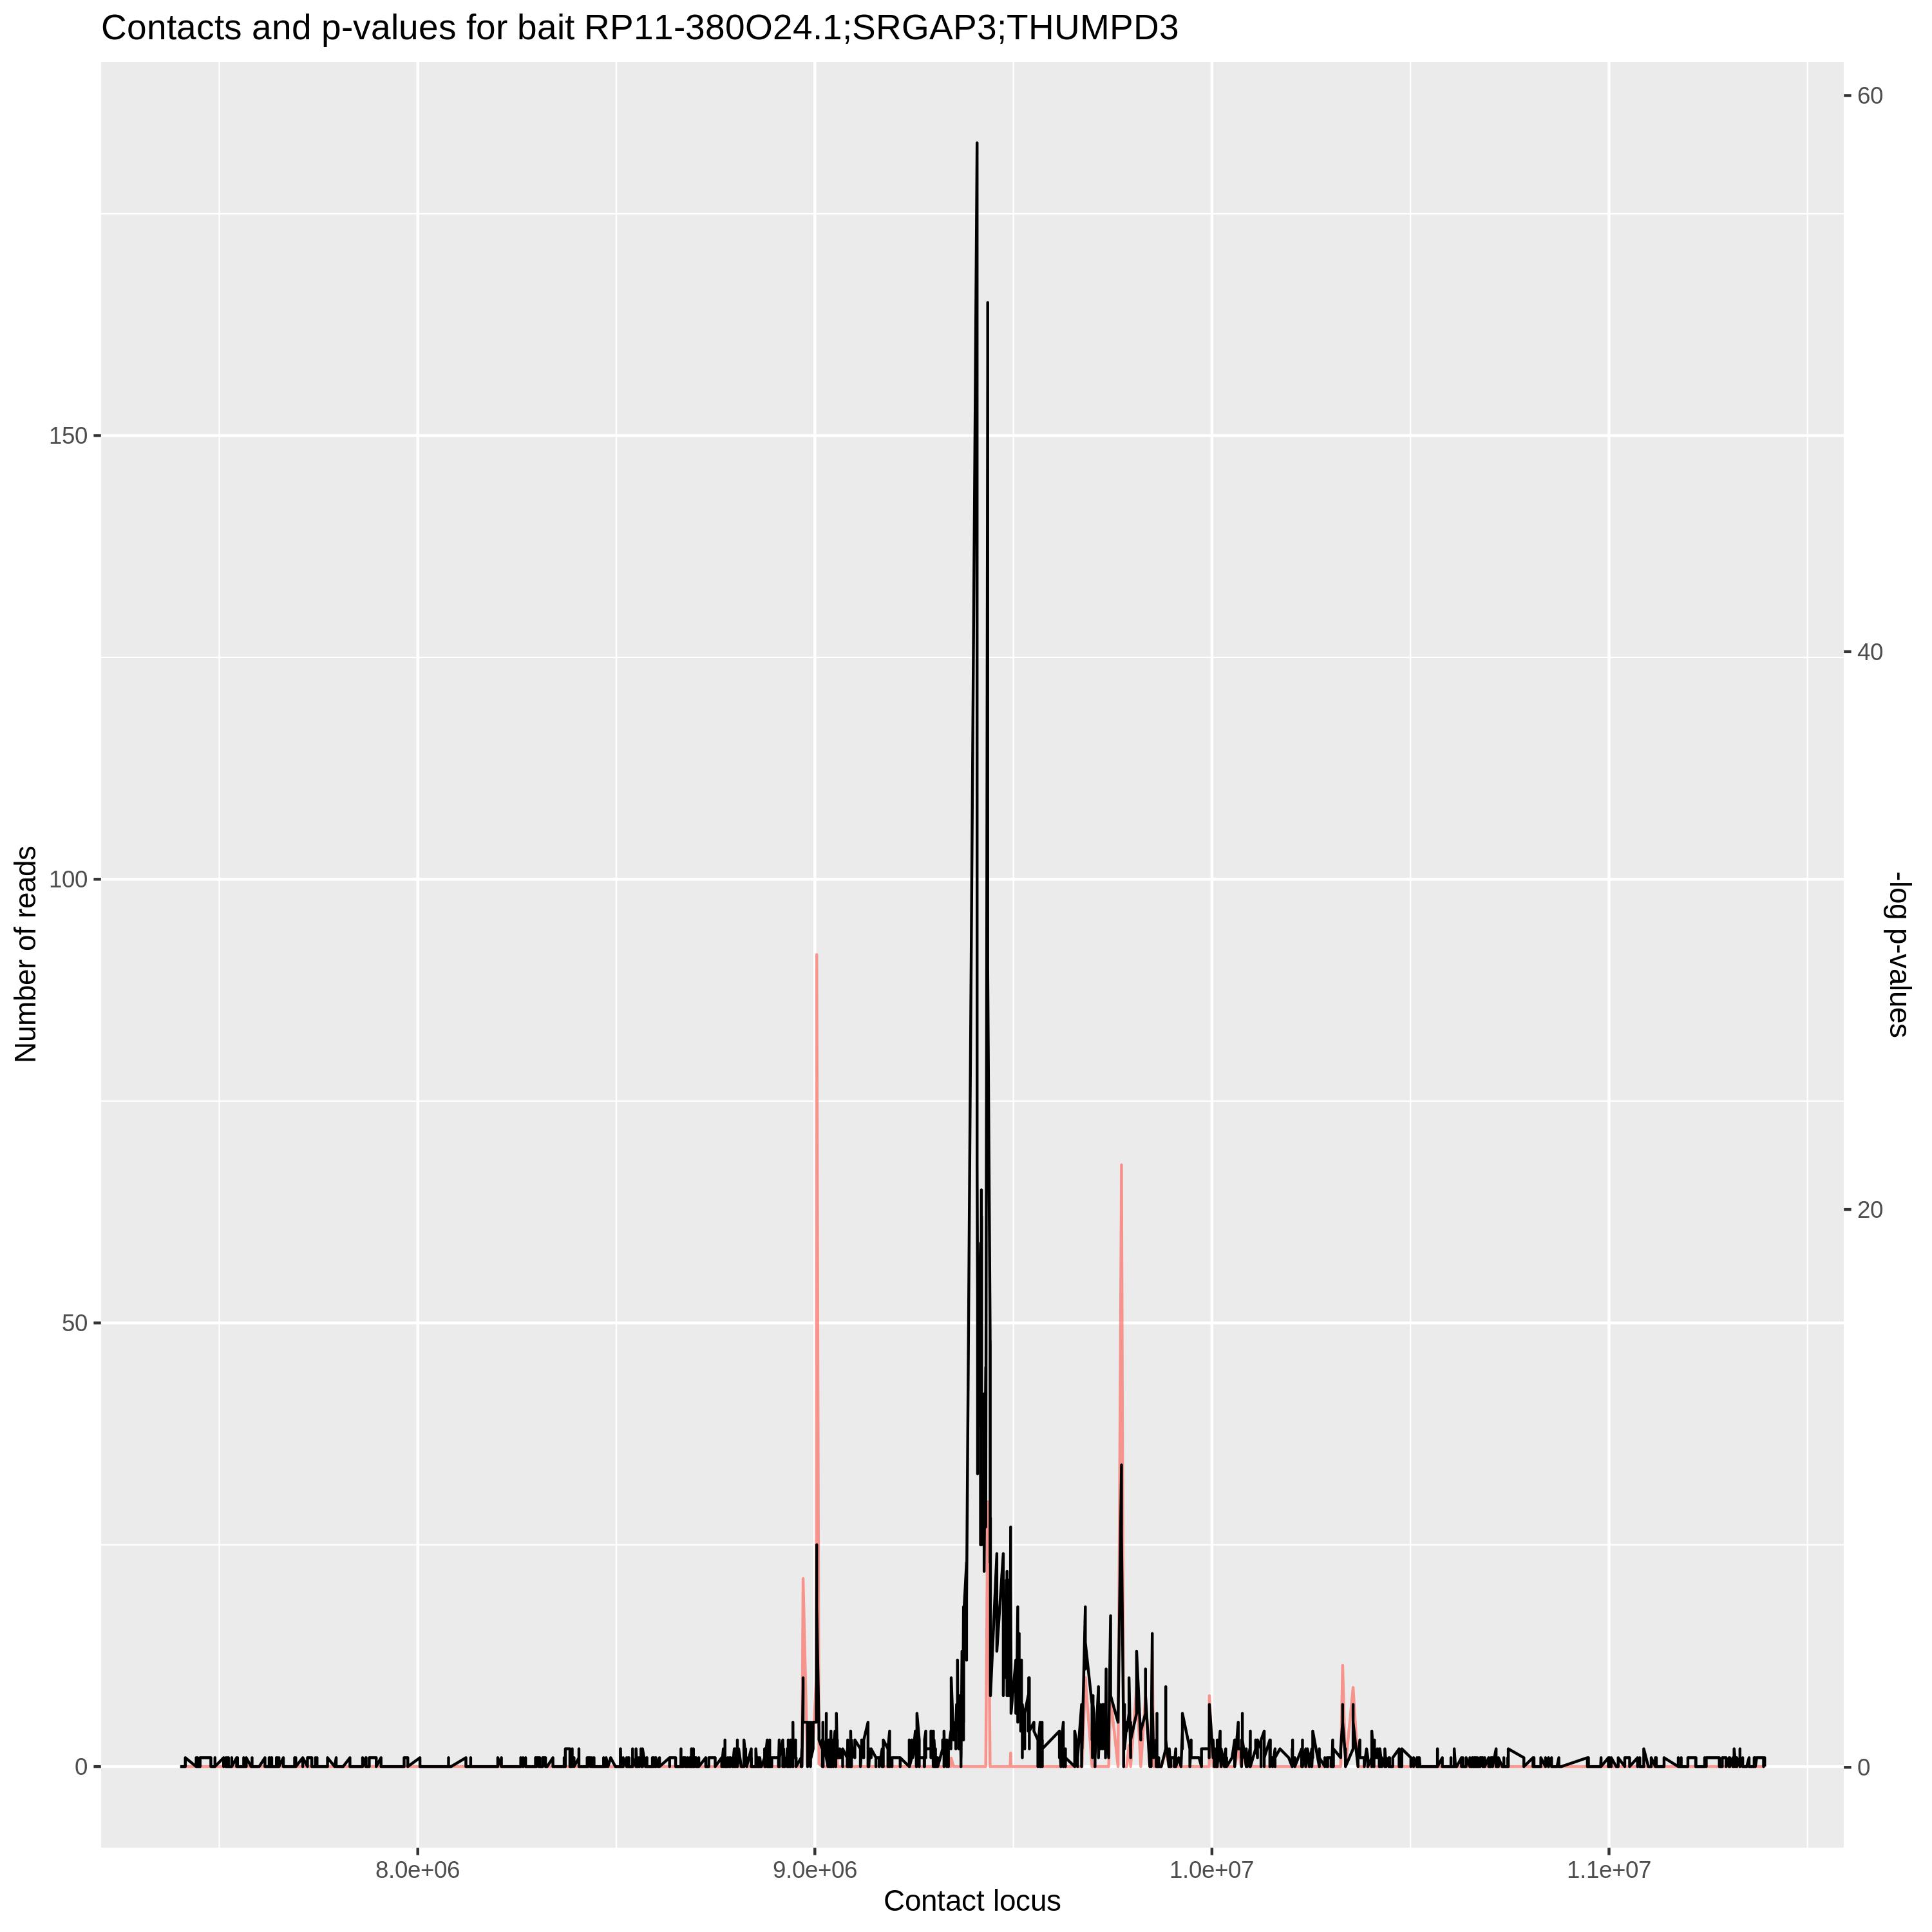 Contacts and p-values for bait RP11-380O24.1;SRGAP3;THUMPD3
Number of reads
150
100
50
0
60
40
20
0
-log p-values
8.0e+06
9.0e+06
1.0e+07
1.1e+07
Contact locus